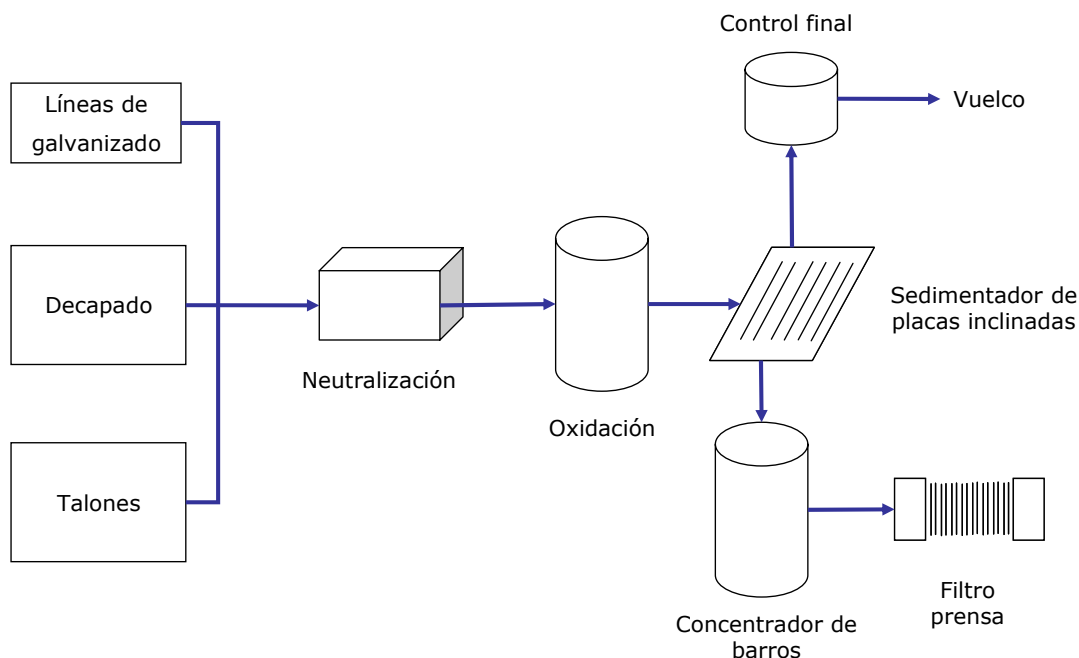 Control final
Vuelco
Líneas de
galvanizado
Decapado
Neutralización
Oxidación
Sedimentador de
placas inclinadas
Talones
Concentrador de
barros
Filtro
prensa